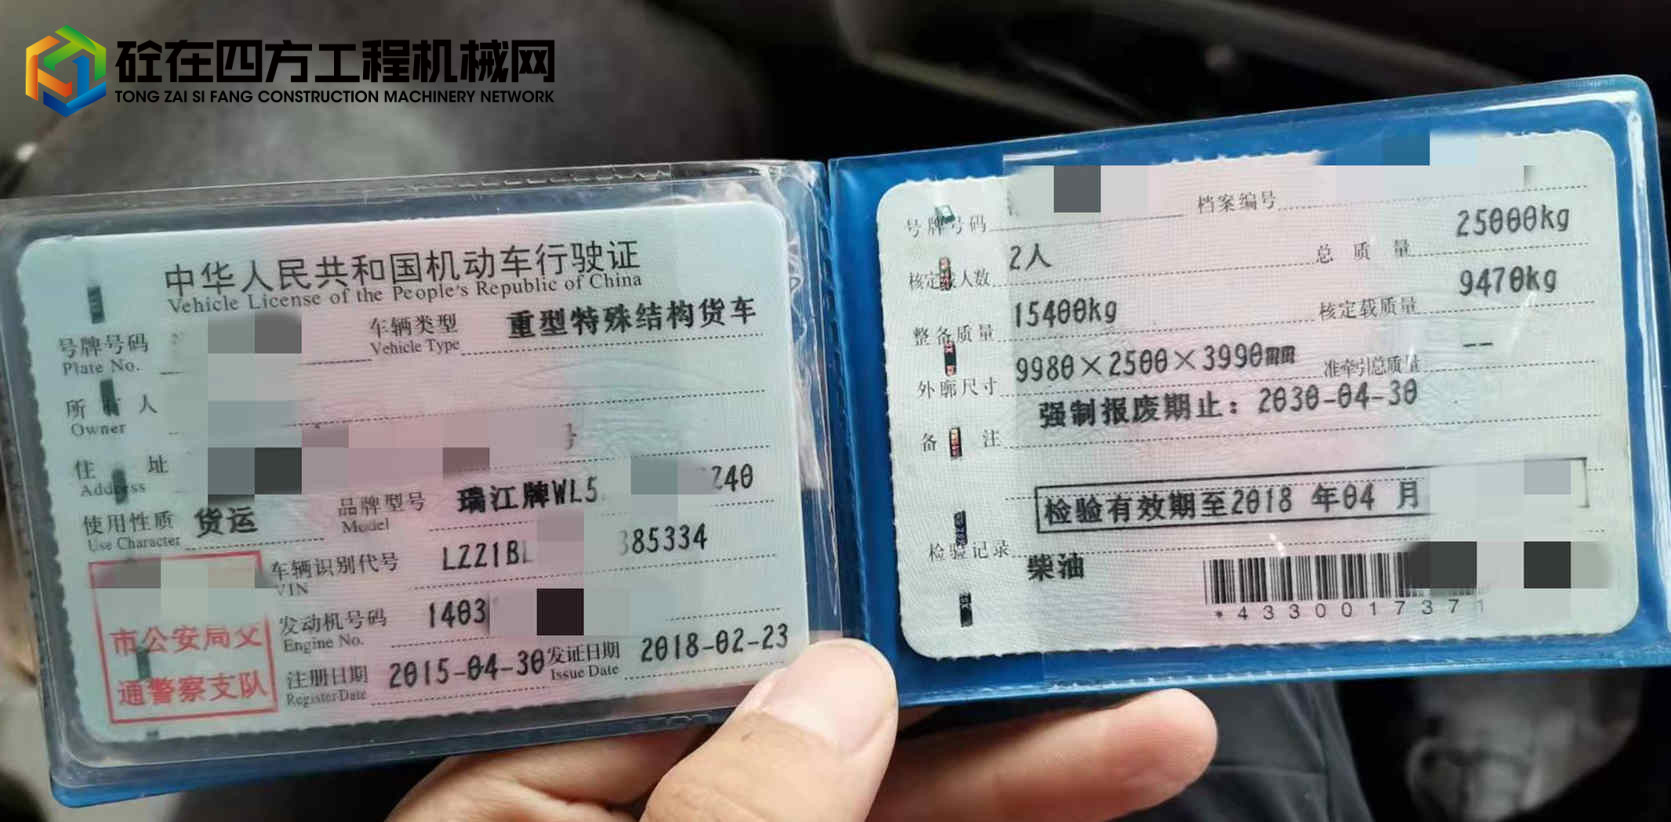 砼在四方工程机械网
TONG ZAI SI FANG CONSTRUCTION MACHINERY NETWORK
中华人民共和国机动车行驶证
Vehicle License of the People's Republic of China
号牌号码
Plate No.
车辆类型 重型特殊结构货车
Vehicle Type
所有人
Owner
住 址
Address
使用性质 货运
Use Character
品牌型号 瑞江牌WL5 240
Model
车辆识别代号 LZZ1BL 385334
VIN
发动机号码 1403
Engine No.
注册日期 2015-04-30 发证日期 2018-02-23
Register Date Issue Date
市公安局交
通警察支队
号牌号码 档案编号
核定载人数 2人 总 质 量 25000kg
整备质量 15400kg 核定载质量 9470kg
外廓尺寸 9980×2500×3990mm 准牵引总质量 --
备 注 强制报废期止：2030-04-30
检验有效期至2018 年04 月
检验记录
柴油
*433001737